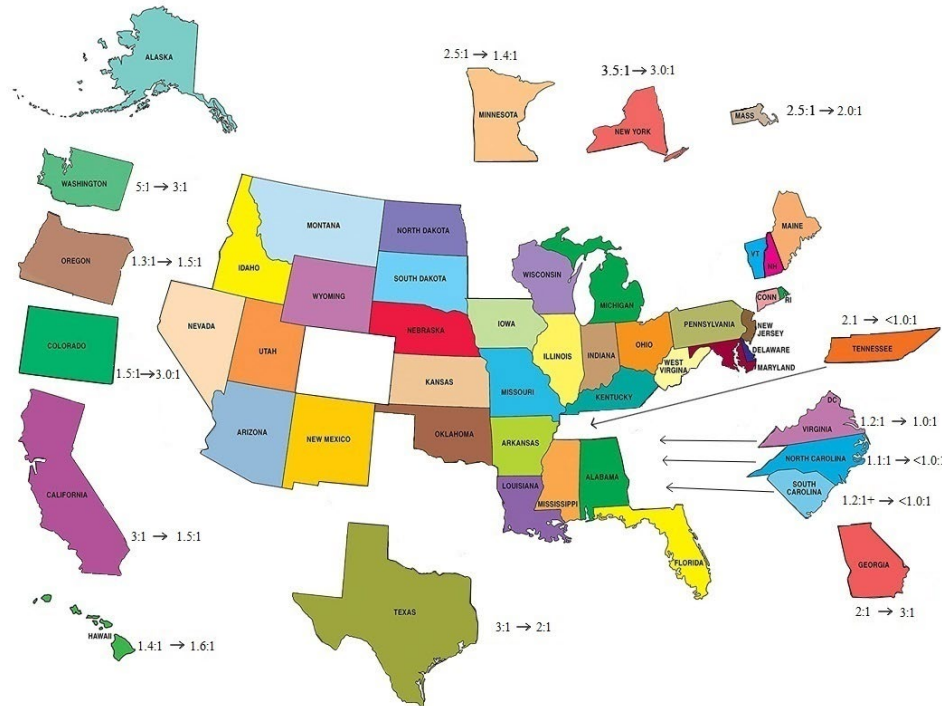 ALASKA
2.5:1 → 1.4:1
MINNESOTA
3.5:1 → 3.0:1
NEW YORK
MASS
2.5:1 → 2.0:1
WASHINGTON
5:1 → 3:1
OREGON
1.3:1 → 1.5:1
COLORADO
1.5:1→3.0:1
CALIFORNIA
3:1 → 1.5:1
HAWAII
1.4:1 → 1.6:1
MONTANA
NORTH DAKOTA
IDAHO
SOUTH DAKOTA
WYOMING
NEVADA
UTAH
NEBRASKA
IOWA
KANSAS
ARIZONA
NEW MEXICO
OKLAHOMA
MISSOURI
ARKANSAS
LOUISIANA
MISSISSIPPI
ALABAMA
FLORIDA
WISCONSIN
MICHIGAN
ILLINOIS
INDIANA
OHIO
KENTUCKY
WEST
VIRGINIA
PENNSYLVANIA
NEW
JERSEY
DELAWARE
MARYLAND
MAINE
VT
NH
CONN
RI
2.1 → <1.0:1
TENNESSEE
DC
VIRGINIA
1.2:1 → 1.0:1
NORTH CAROLINA
1.1:1 → <1.0:
SOUTH
CAROLINA
1.2:1+ → <1.0:1
GEORGIA
2:1 → 3:1
TEXAS
3:1 → 2:1